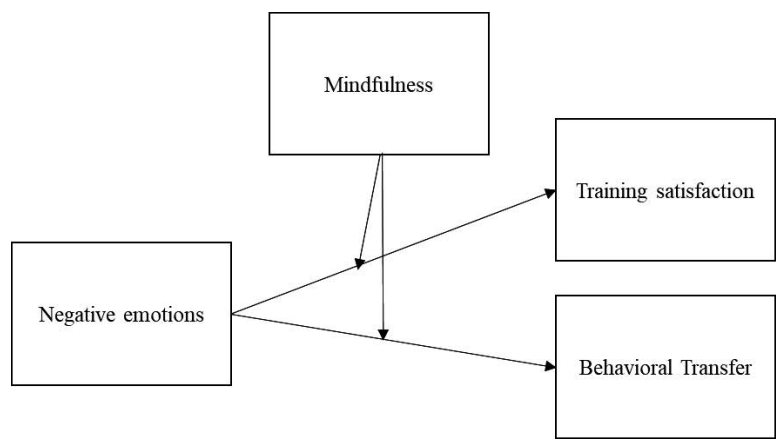 Mindfulness
Training satisfaction
Negative emotions
Behavioral Transfer